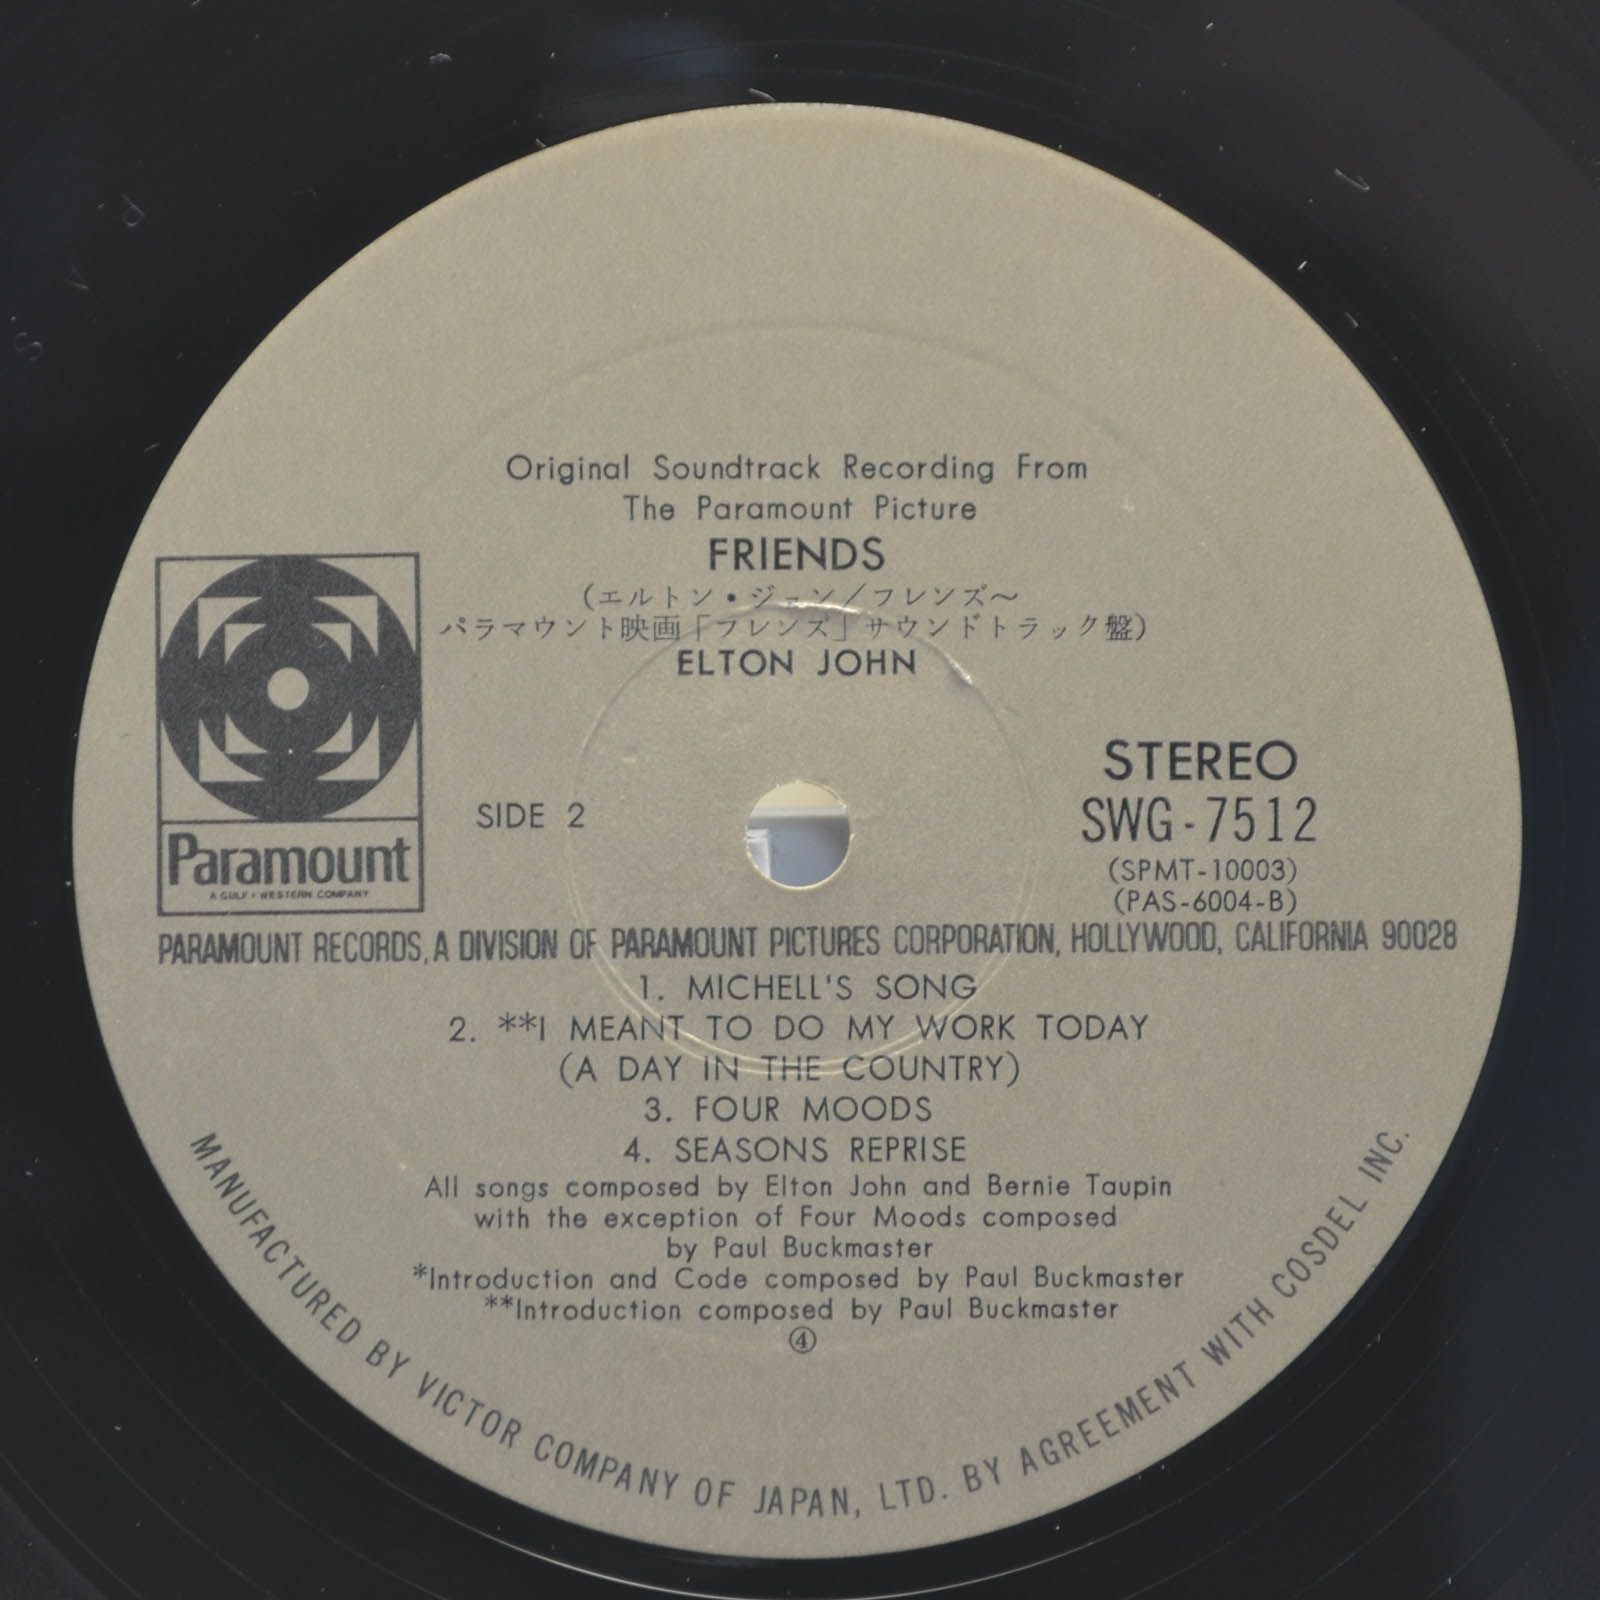 Original Soundtrack Recording From
The Paramount Picture
FRIENDS
(エルトン・ジョン/フレンズ〜
パラマウント映画「フレンズ」サウンドトラック盤)
ELTON JOHN
Paramount
A GULF + WESTERN COMPANY
SIDE 2
STEREO
SWG-7512
(SPMT-10003)
(PAS-6004-B)
PARAMOUNT RECORDS, A DIVISION OF PARAMOUNT PICTURES CORPORATION, HOLLYWOOD, CALIFORNIA 90028
1. MICHELL'S SONG
2. **I MEANT TO DO MY WORK TODAY
(A DAY IN THE COUNTRY)
3. FOUR MOODS
4. SEASONS REPRISE
All songs composed by Elton John and Bernie Taupin
with the exception of Four Moods composed
by Paul Buckmaster
*Introduction and Code composed by Paul Buckmaster
**Introduction composed by Paul Buckmaster
④
MANUFACTURED BY VICTOR COMPANY OF JAPAN, LTD. BY AGREEMENT WITH COSDEL INC.